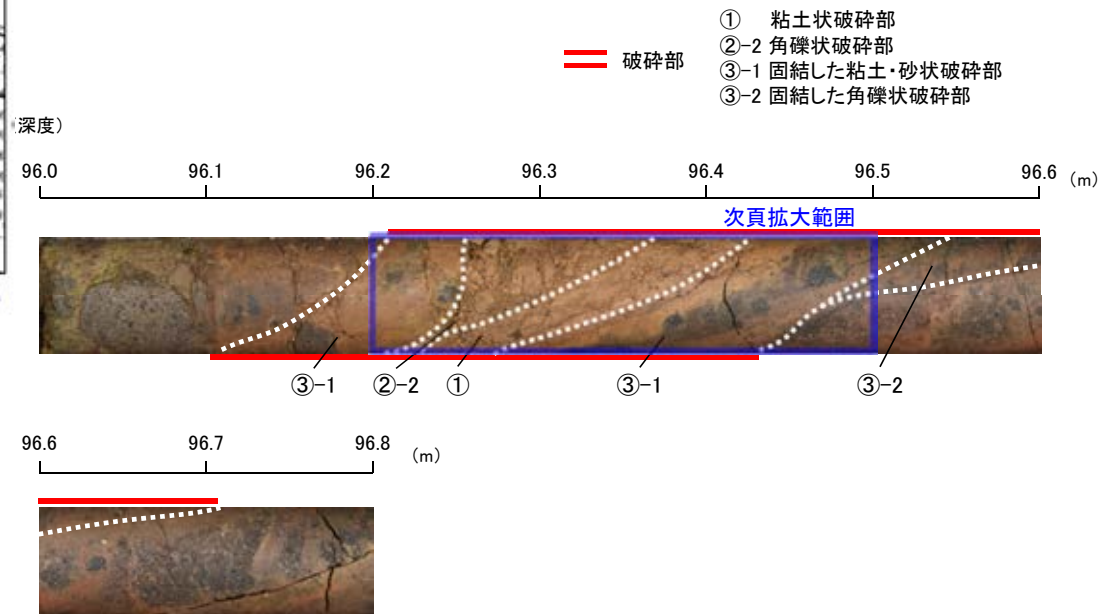 ① 粘土状破砕部
②-2 角礫状破砕部
③-1 固結した粘土・砂状破砕部
③-2 固結した角礫状破砕部
破砕部
(深度)
96.0 96.1 96.2 96.3 96.4 96.5 96.6 (m)
次頁拡大範囲
③-1 ②-2 ① ③-1 ③-2
96.6 96.7 96.8 (m)